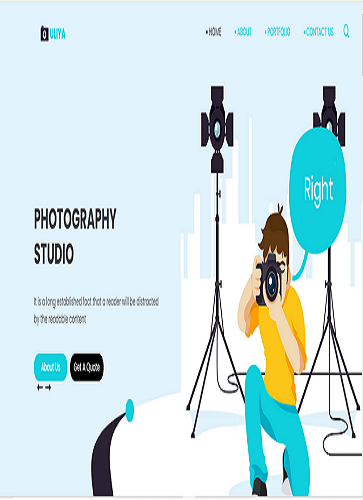 ULIYA
HOME ABOUT PORTFOLIO CONTACT US
Right
PHOTOGRAPHY
STUDIO
It is a long established fact that a reader will be distracted
by the readable content
About Us Get A Quote